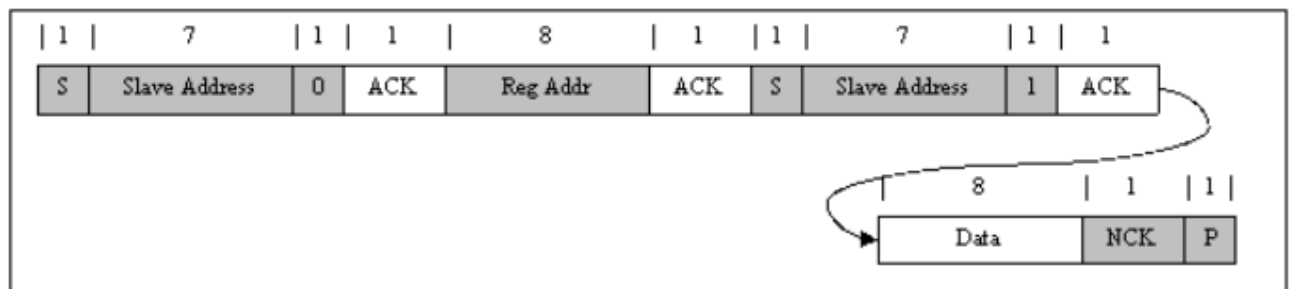 | 1 | 7 | 1 | 1 | 8 | 1 | 1 | 7 | 1 | 1
S Slave Address 0 ACK Reg Addr ACK S Slave Address 1 ACK
| 8 | 1 | 1 |
Data NCK P